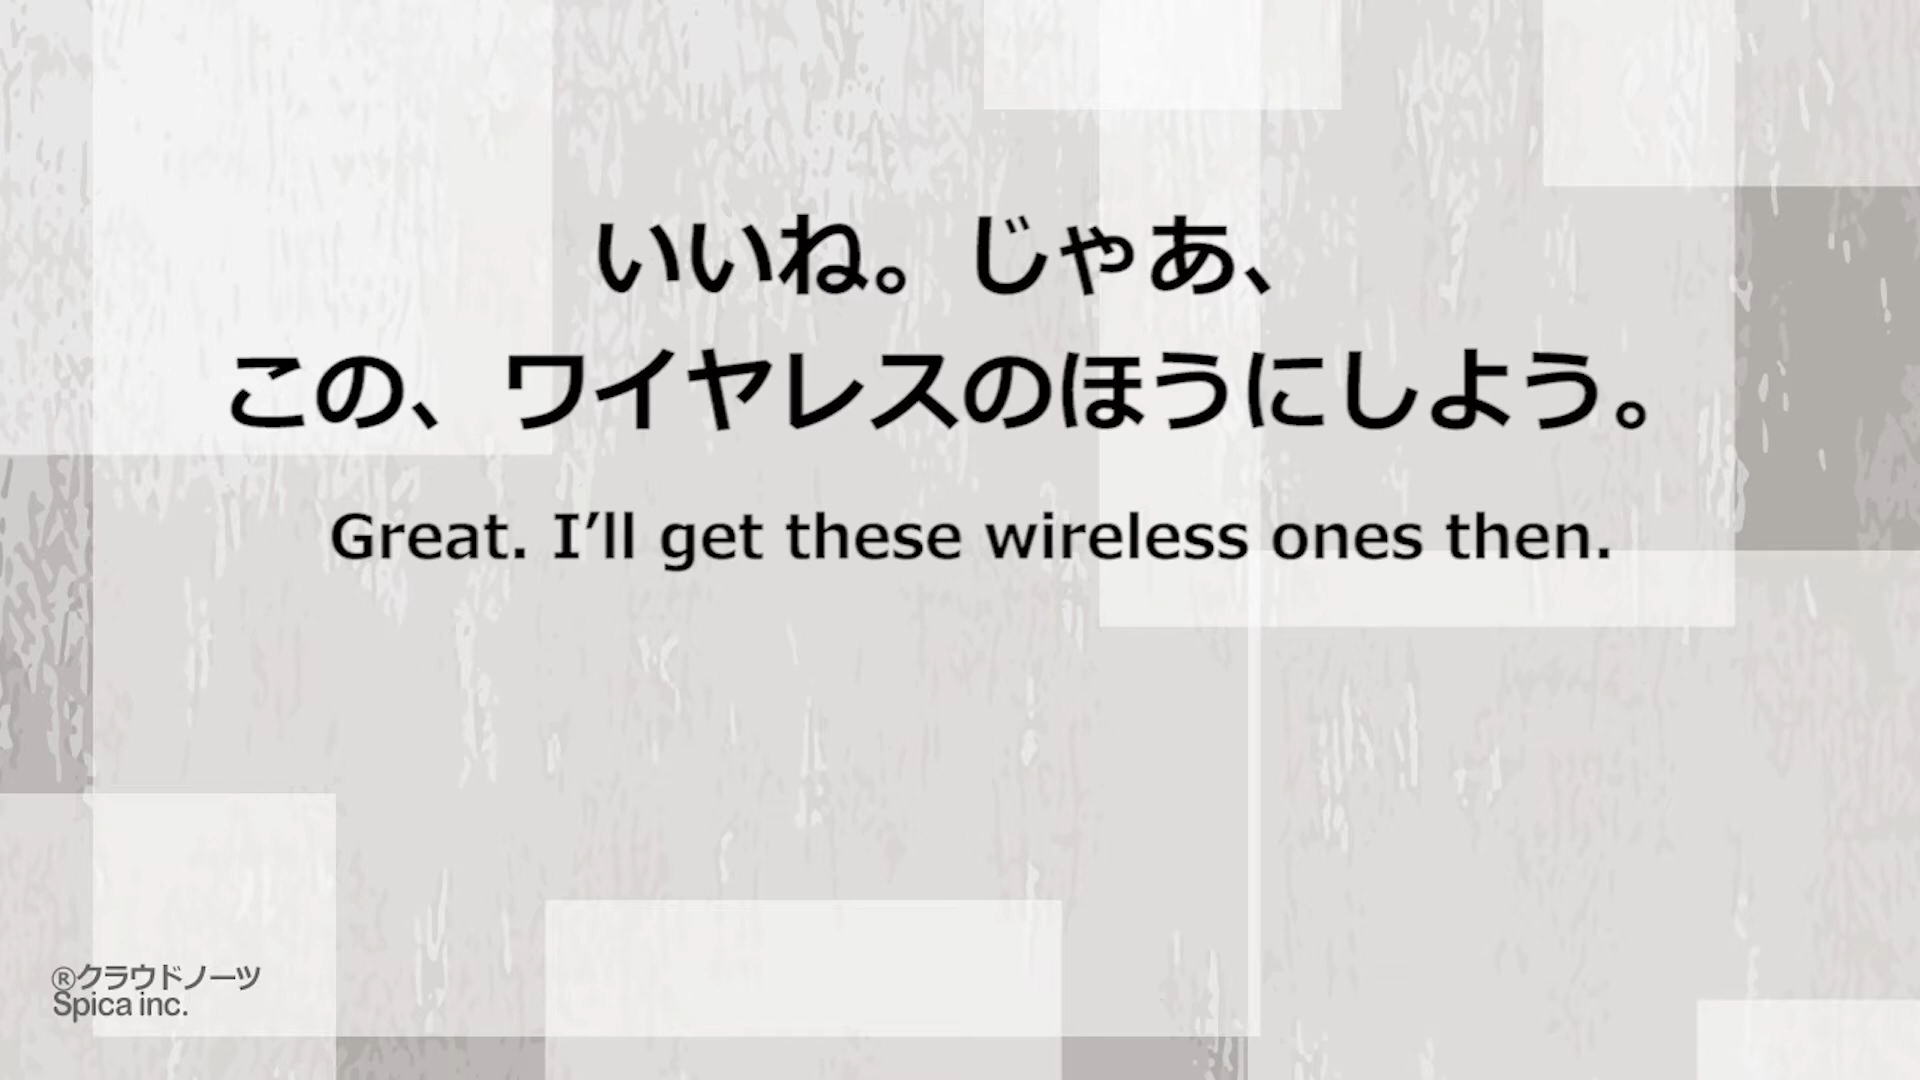 いいね。じゃあ、
この、ワイヤレスのほうにしよう。
Great. I’ll get these wireless ones then.
®クラウドノーツ
Spica inc.